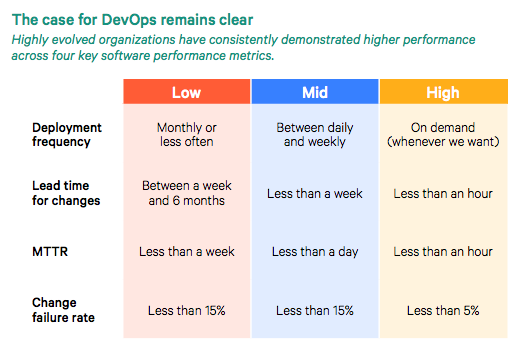 The case for DevOps remains clear
Highly evolved organizations have consistently demonstrated higher performance
across four key software performance metrics.
Low Mid High
Deployment
frequency
Monthly or
less often
Between daily
and weekly
On demand
(whenever we want)
Lead time
for changes
Between a week
and 6 months
Less than a week
Less than an hour
MTTR
Less than a week
Less than a day
Less than an hour
Change
failure rate
Less than 15%
Less than 15%
Less than 5%